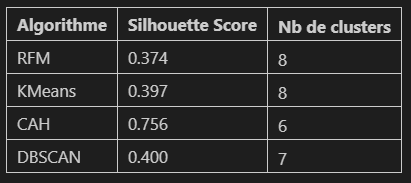 Algorithme Silhouette Score Nb de clusters
RFM 0.374 8
KMeans 0.397 8
CAH 0.756 6
DBSCAN 0.400 7